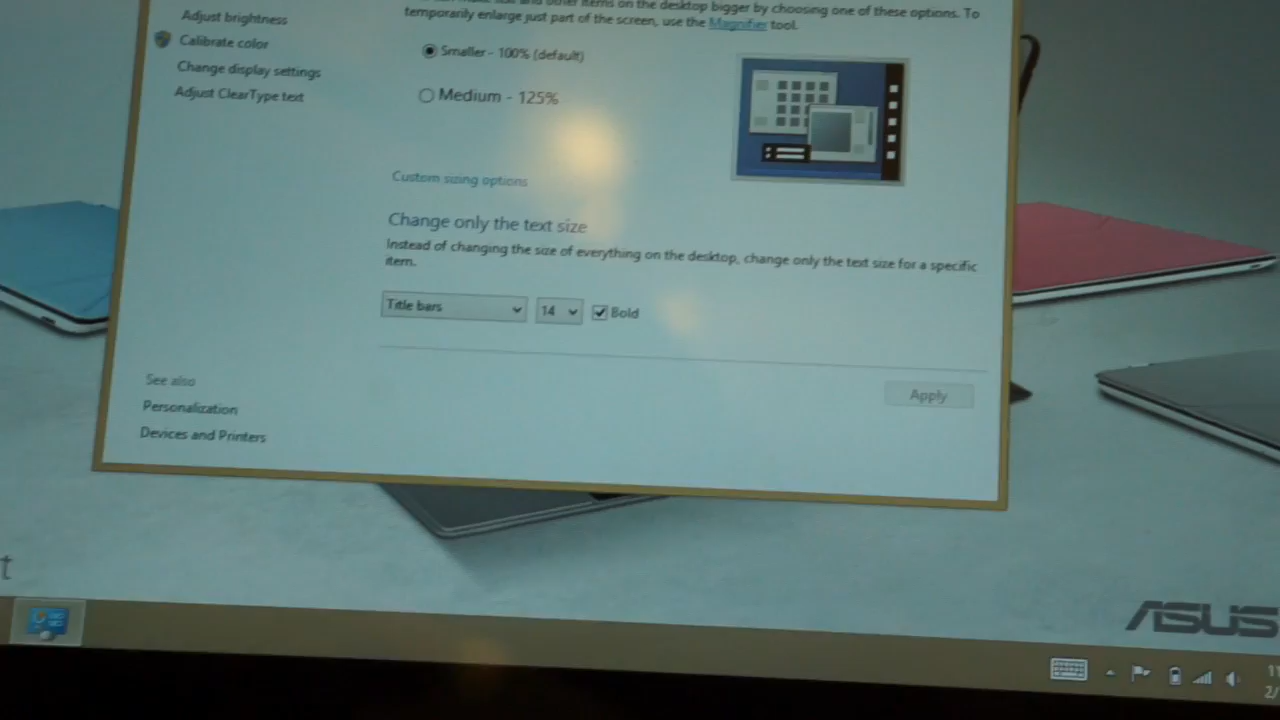 Adjust brightness
Calibrate color
Change display settings
Adjust ClearType text
items on the desktop bigger by choosing one of these options. To
temporarily enlarge just part of the screen, use the Magnifier tool.
Smaller - 100% (default)
Medium - 125%
Custom sizing options
Change only the text size
Instead of changing the size of everything on the desktop, change only the text size for a specific
item.
Title bars 14 Bold
Apply
See also
Personalization
Devices and Printers
t
ASUS
2/